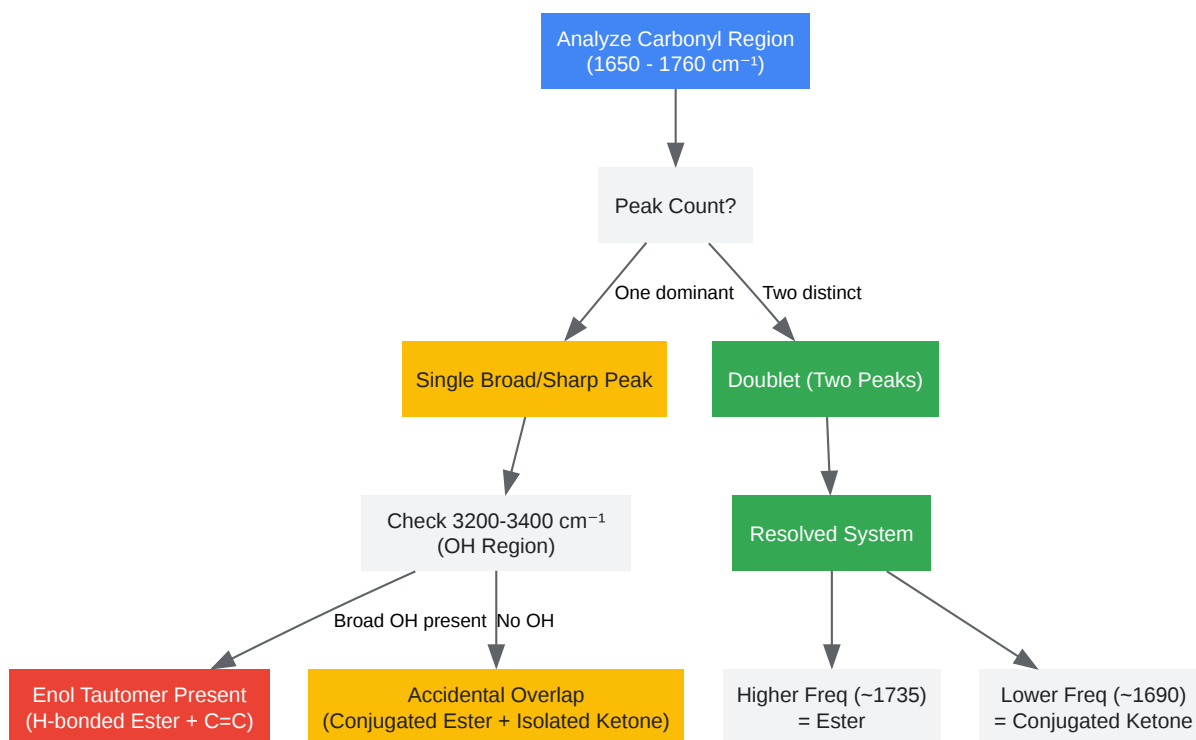 Analyze Carbonyl Region
(1650 - 1760 cm⁻¹)
Peak Count?
One dominant
Two distinct
Single Broad/Sharp Peak
Doublet (Two Peaks)
Check 3200-3400 cm⁻¹
(OH Region)
Resolved System
Broad OH present
No OH
Enol Tautomer Present
(H-bonded Ester + C=C)
Accidental Overlap
(Conjugated Ester + Isolated Ketone)
Higher Freq (~1735)
= Ester
Lower Freq (~1690)
= Conjugated Ketone